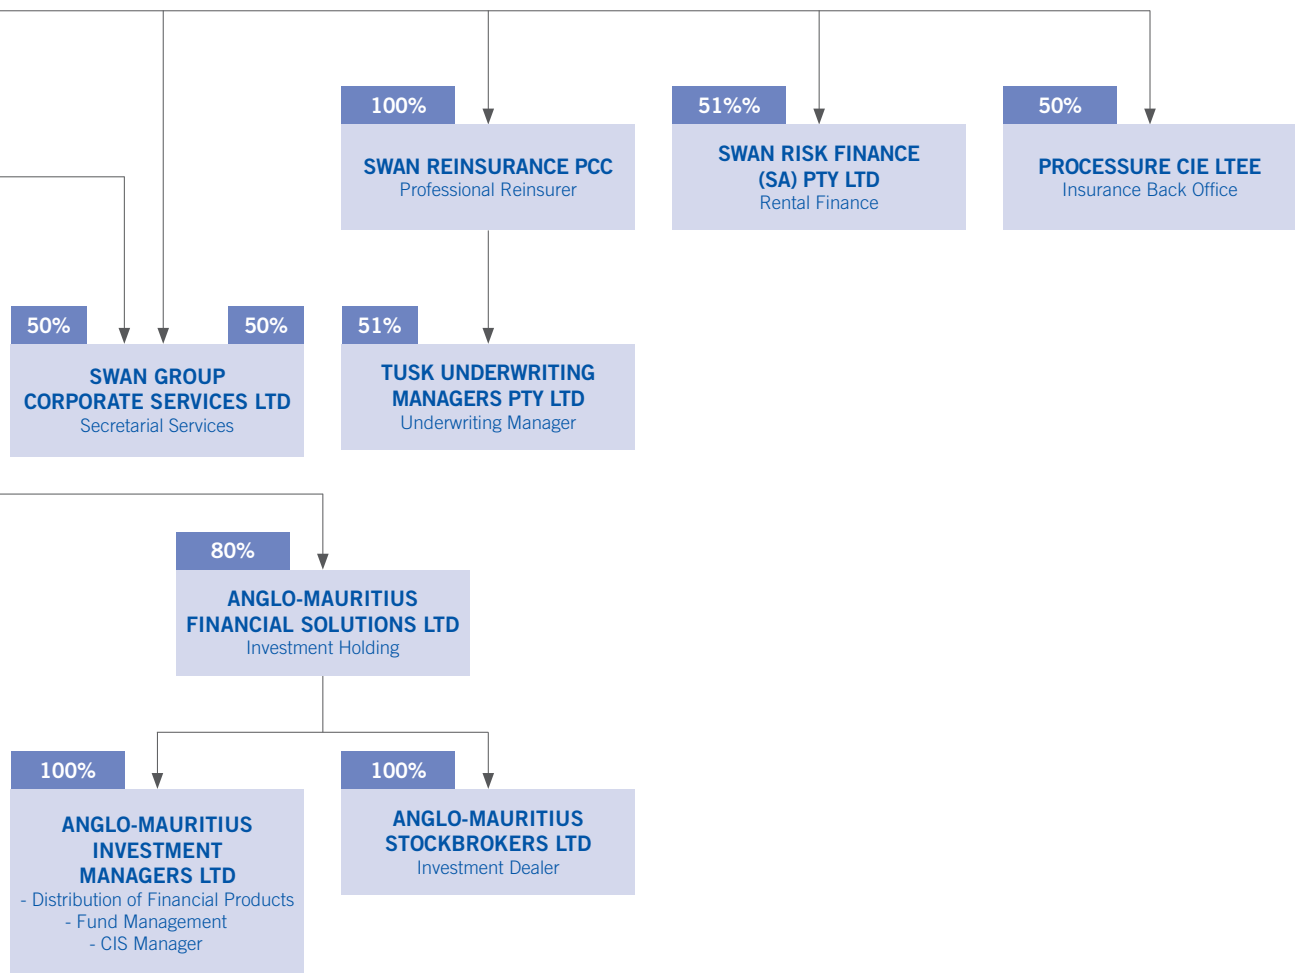 100%
SWAN REINSURANCE PCC
Professional Reinsurer
51%%
SWAN RISK FINANCE
(SA) PTY LTD
Rental Finance
50%
PROCESSURE CIE LTEE
Insurance Back Office
50%
50%
SWAN GROUP
CORPORATE SERVICES LTD
Secretarial Services
51%
TUSK UNDERWRITING
MANAGERS PTY LTD
Underwriting Manager
80%
ANGLO-MAURITIUS
FINANCIAL SOLUTIONS LTD
Investment Holding
100%
ANGLO-MAURITIUS
INVESTMENT
MANAGERS LTD
- Distribution of Financial Products
- Fund Management
- CIS Manager
100%
ANGLO-MAURITIUS
STOCKBROKERS LTD
Investment Dealer